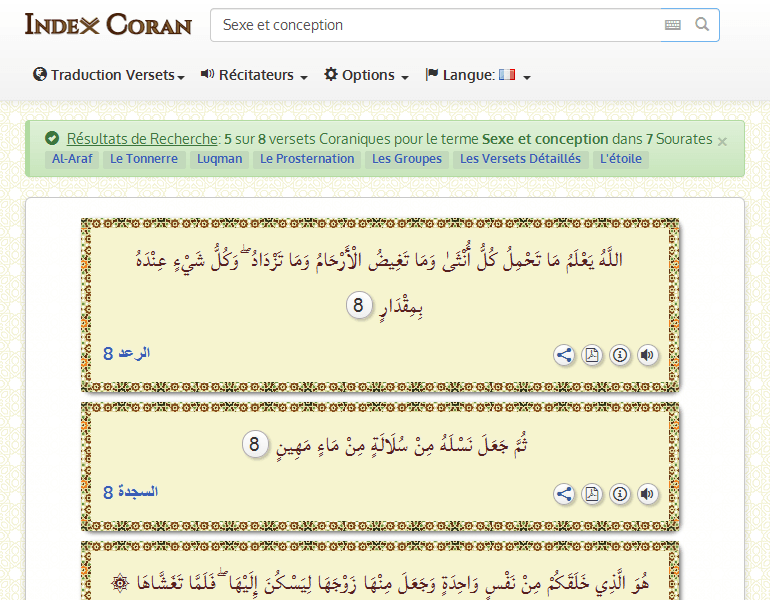 Index Coran
Sexe et conception
Traduction Versets Récitateurs Options Langue:
Résultats de Recherche: 5 sur 8 versets Coraniques pour le terme Sexe et conception dans 7 Sourates ×
Al-Araf Le Tonnerre Luqman Le Prosternation Les Groupes Les Versets Détaillés L'étoile
اللَّهُ يَعْلَمُ مَا تَحْمِلُ كُلُّ أُنْثَىٰ وَمَا تَغِيضُ الْأَرْحَامُ وَمَا تَزْدَادُ ۖ وَكُلُّ شَيْءٍ عِنْدَهُ
بِمِقْدَارٍ 8
الرعد 8
ثُمَّ جَعَلَ نَسْلَهُ مِنْ سُلَالَةٍ مِنْ مَاءٍ مَهِينٍ 8
السجدة 8
هُوَ الَّذِي خَلَقَكُمْ مِنْ نَفْسٍ وَاحِدَةٍ وَجَعَلَ مِنْهَا زَوْجَهَا لِيَسْكُنَ إِلَيْهَا ۖ فَلَمَّا تَغَشَّاهَا ۞